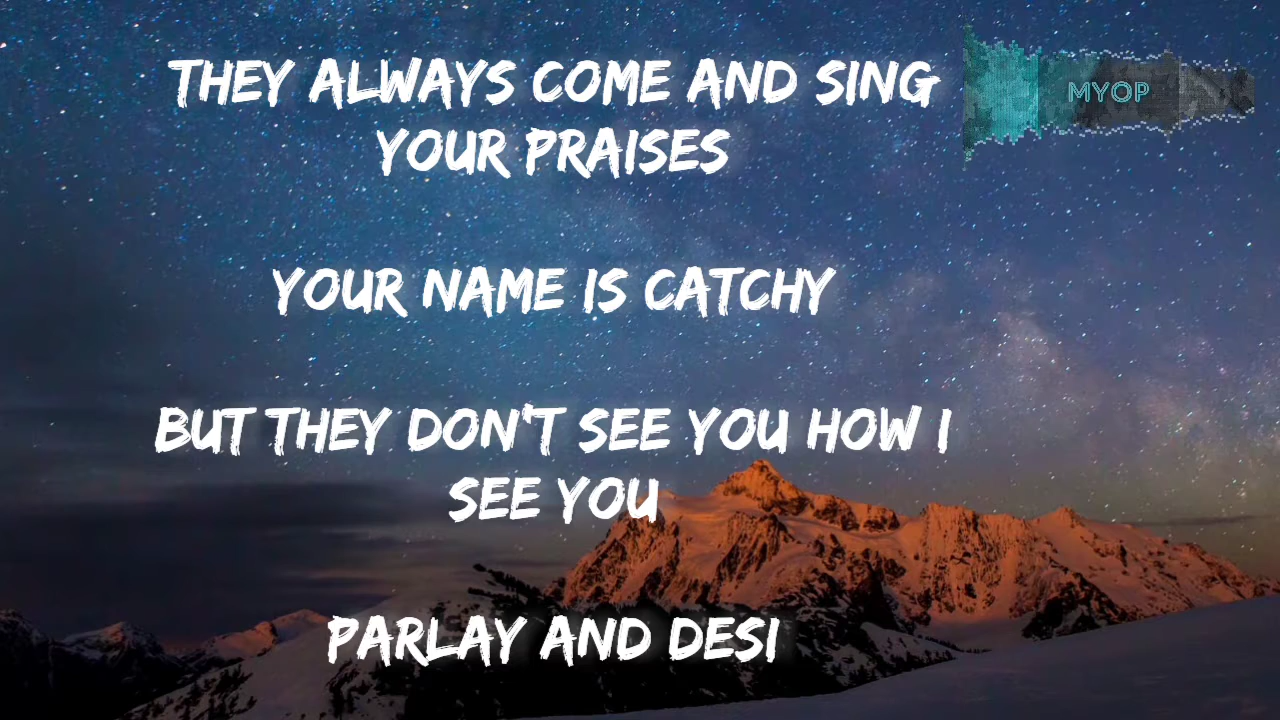 THEY ALWAYS COME AND SING
YOUR PRAISES
MYOP
YOUR NAME IS CATCHY
BUT THEY DON'T SEE YOU HOW I
SEE YOU
PARLAY AND DESI